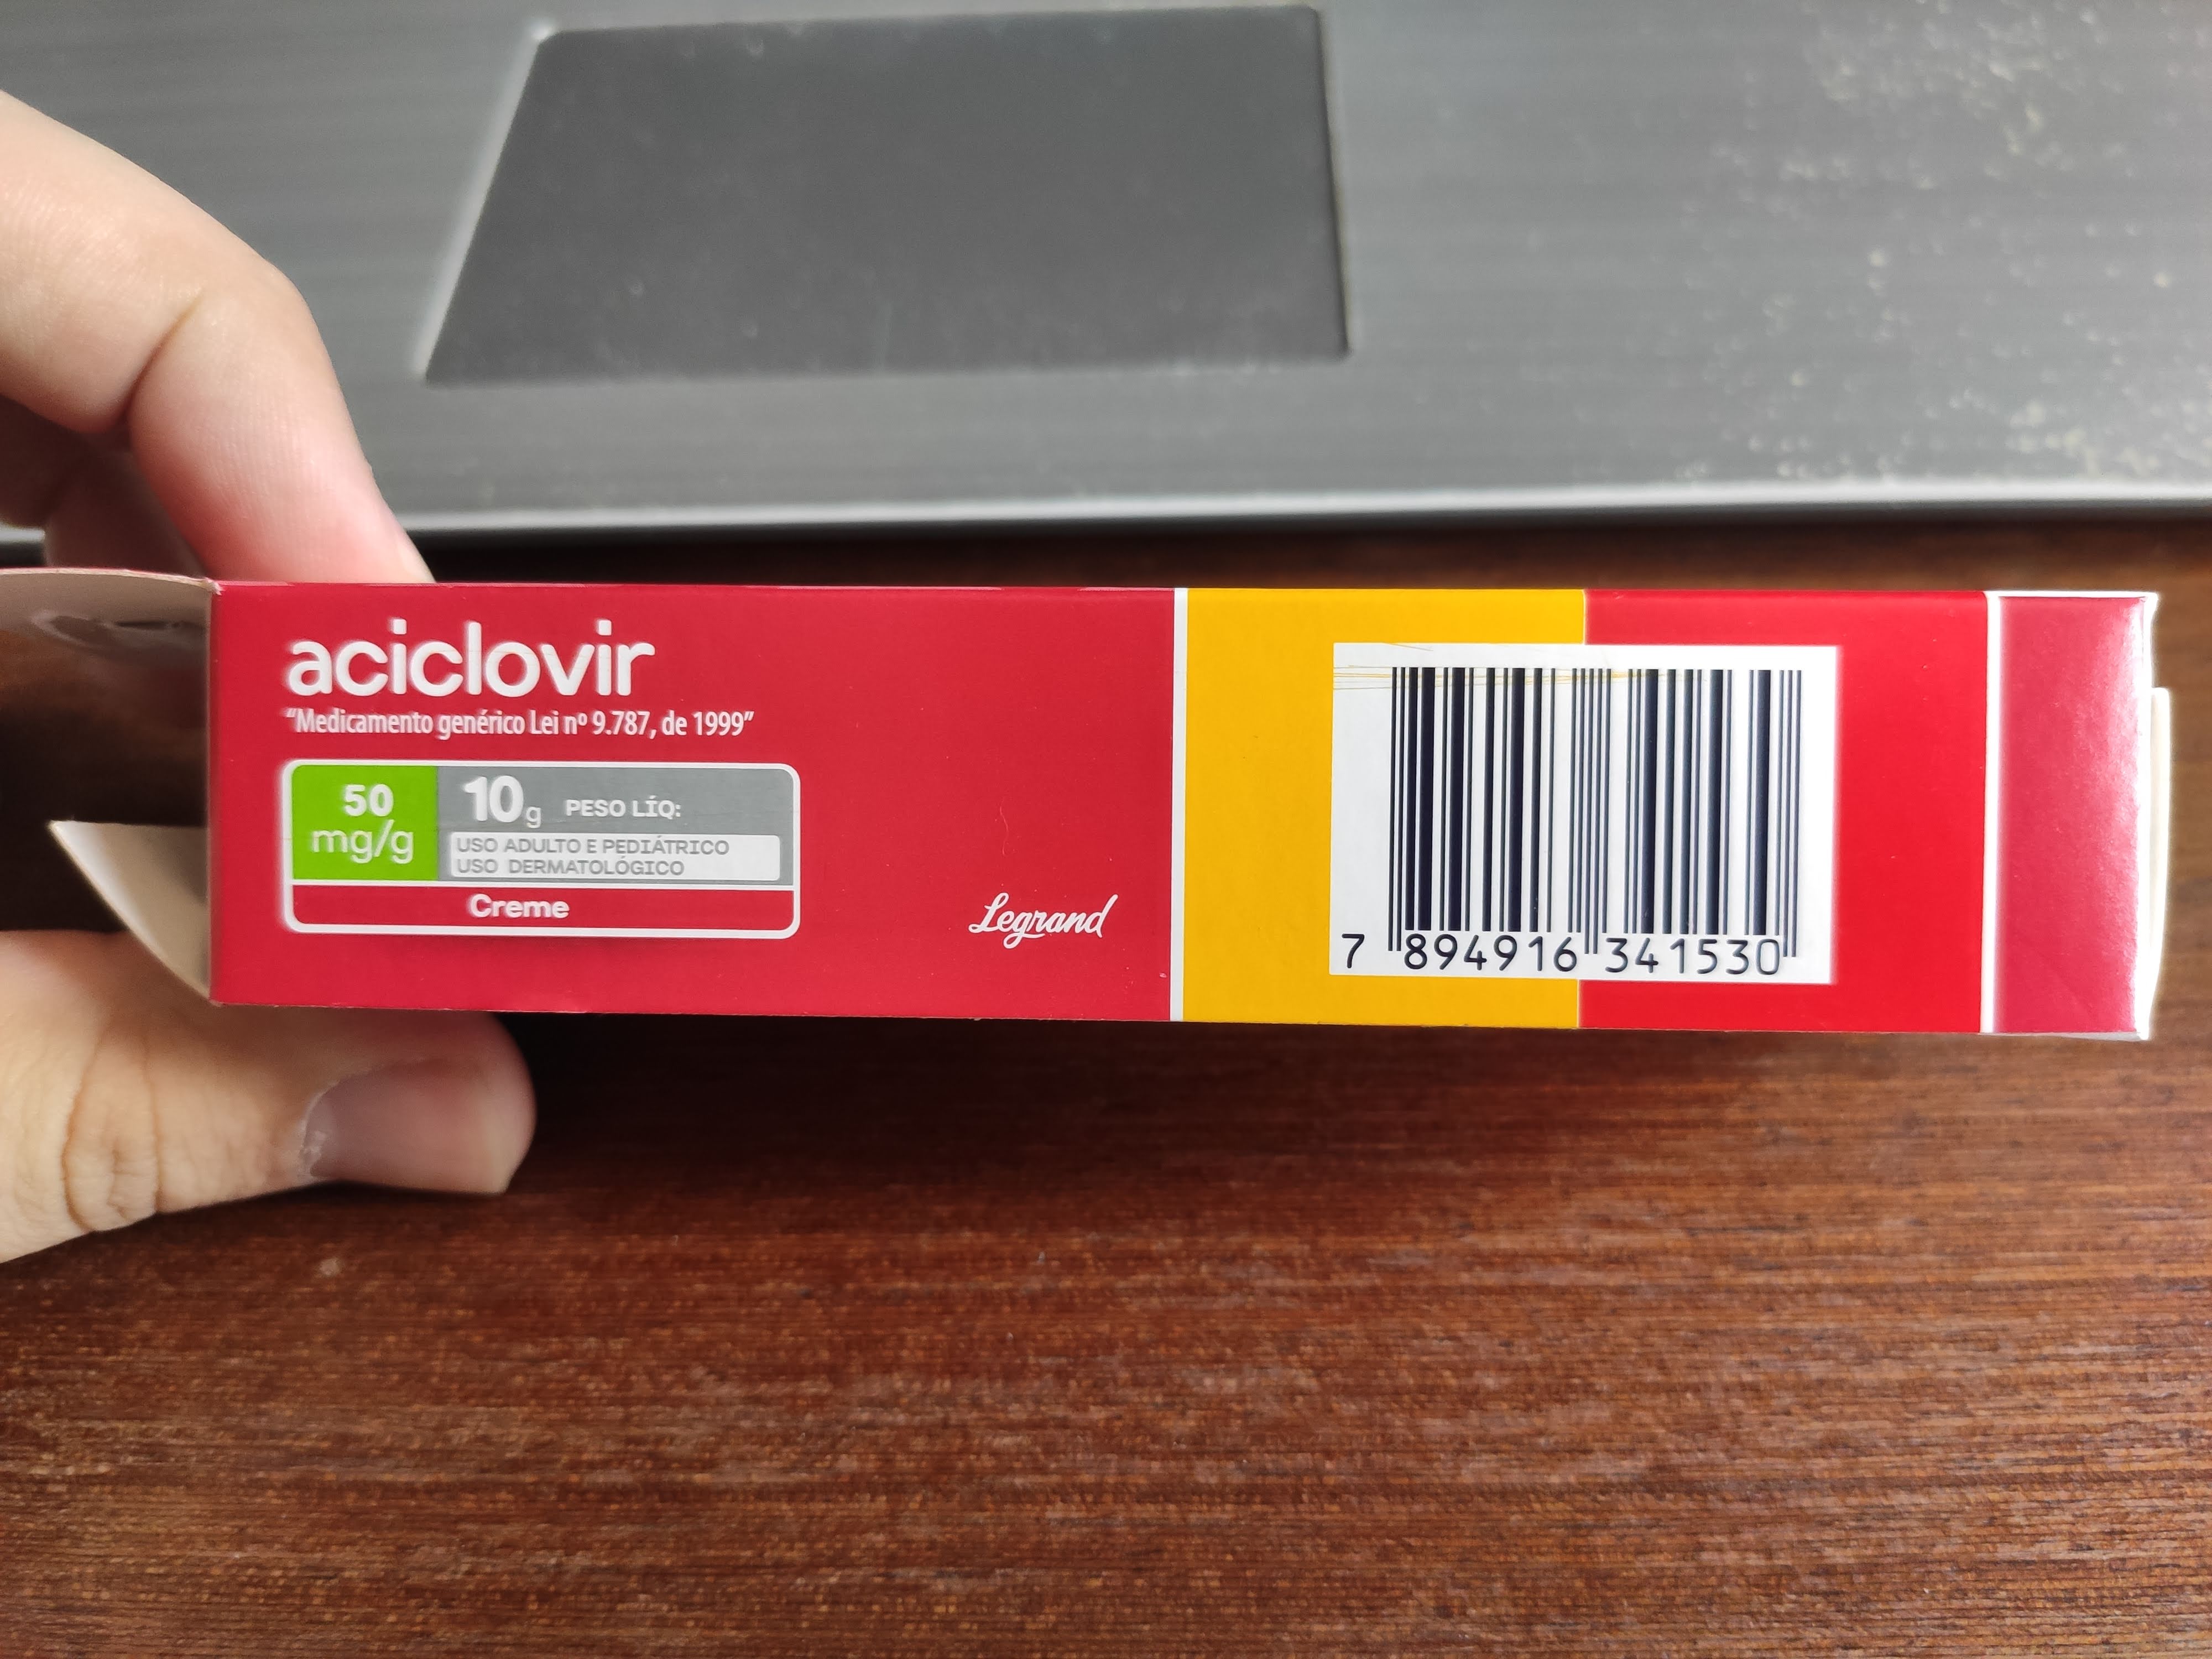 aciclovir
“Medicamento genérico Lei nº 9.787, de 1999”
50
mg/g
10g PESO LÍQ:
USO ADULTO E PEDIÁTRICO
USO DERMATOLÓGICO
Creme
Legrand
7 894916 341530